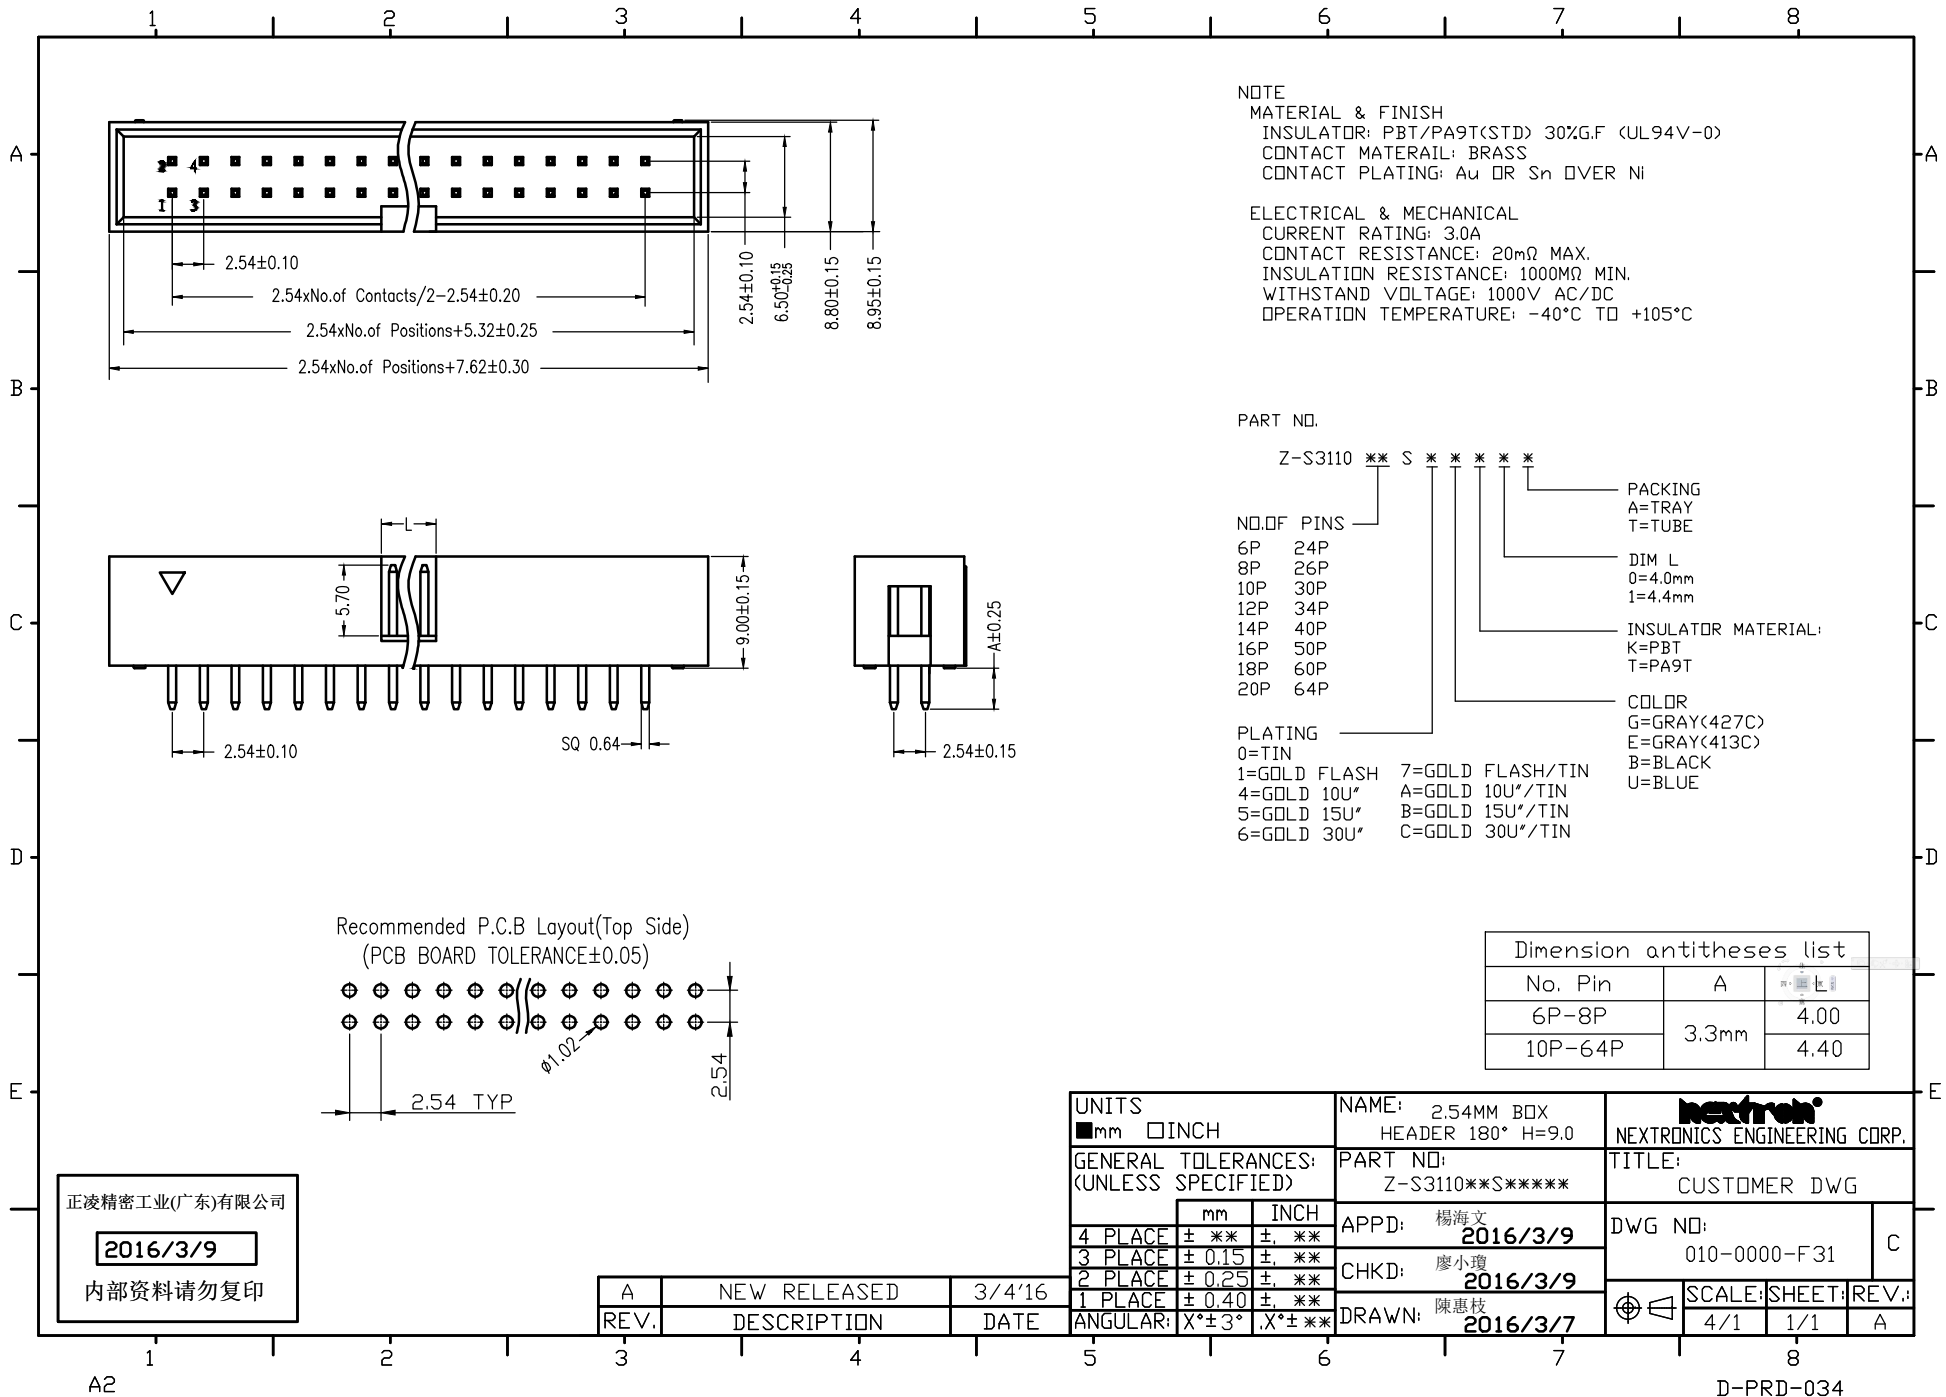 1 2 3 4 5 6 7 8
A
B
C
D
E
A
B
C
D
E
4
1 3
2.54±0.10
2.54xNo.of Contacts/2-2.54±0.20
2.54xNo.of Positions+5.32±0.25
2.54xNo.of Positions+7.62±0.30
2.54±0.10
6.50+0.15-0.25
8.80±0.15
8.95±0.15
NOTE
MATERIAL & FINISH
INSULATOR: PBT/PA9T(STD) 30%G.F (UL94V-0)
CONTACT MATERAIL: BRASS
CONTACT PLATING: Au OR Sn OVER Ni
ELECTRICAL & MECHANICAL
CURRENT RATING: 3.0A
CONTACT RESISTANCE: 20mΩ MAX.
INSULATION RESISTANCE: 1000MΩ MIN.
WITHSTAND VOLTAGE: 1000V AC/DC
OPERATION TEMPERATURE: -40°C TO +105°C
PART NO.
Z-S3110 ** S * * * * *
PACKING
A=TRAY
T=TUBE
DIM L
0=4.0mm
1=4.4mm
INSULATOR MATERIAL:
K=PBT
T=PA9T
COLOR
G=GRAY(427C)
E=GRAY(413C)
B=BLACK
U=BLUE
NO.OF PINS
6P 24P
8P 26P
10P 30P
12P 34P
14P 40P
16P 50P
18P 60P
20P 64P
PLATING
0=TIN
1=GOLD FLASH 7=GOLD FLASH/TIN
4=GOLD 10U" A=GOLD 10U"/TIN
5=GOLD 15U" B=GOLD 15U"/TIN
6=GOLD 30U" C=GOLD 30U"/TIN
L
5.70
9.00±0.15
A±0.25
2.54±0.10
SQ 0.64
2.54±0.15
Recommended P.C.B Layout(Top Side)
(PCB BOARD TOLERANCE±0.05)
ø1.02
2.54
2.54 TYP
Dimension antitheses list
No. Pin A L
6P-8P 3.3mm 4.00
10P-64P 4.40
正凌精密工业(广东)有限公司
2016/3/9
内部资料请勿复印
A NEW RELEASED 3/4'16
REV. DESCRIPTION DATE
UNITS
mm INCH
GENERAL TOLERANCES:
(UNLESS SPECIFIED)
mm INCH
4 PLACE ± ** ±. **
3 PLACE ± 0.15 ±. **
2 PLACE ± 0.25 ±. **
1 PLACE ± 0.40 ±. **
ANGULAR: X°±3° .X°± **
NAME: 2.54MM BOX
HEADER 180° H=9.0
PART NO:
Z-S3110**S*****
APPD: 楊海文
2016/3/9
CHKD: 廖小瓊
2016/3/9
DRAWN: 陳惠枝
2016/3/7
nextron®
NEXTRONICS ENGINEERING CORP.
TITLE:
CUSTOMER DWG
DWG NO:
010-0000-F31
C
SCALE: SHEET: REV.:
4/1 1/1 A
1 2 3 4 5 6 7 8
A2
D-PRD-034